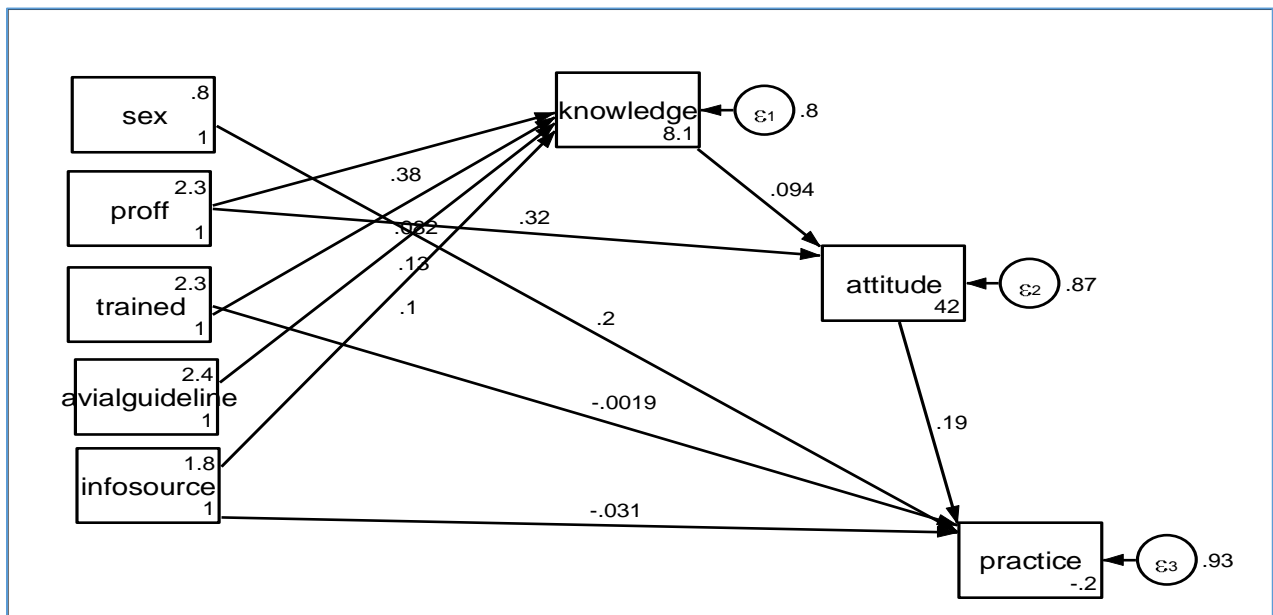 .8
sex
1
2.3
proff
1
2.3
trained
1
2.4
avialguideline
1
1.8
infosource
1
knowledge
8.1
ε1
.8
.38
.082
.13
.1
.32
.094
attitude
42
ε2
.87
.2
-.0019
.19
-.031
practice
-.2
ε3
.93